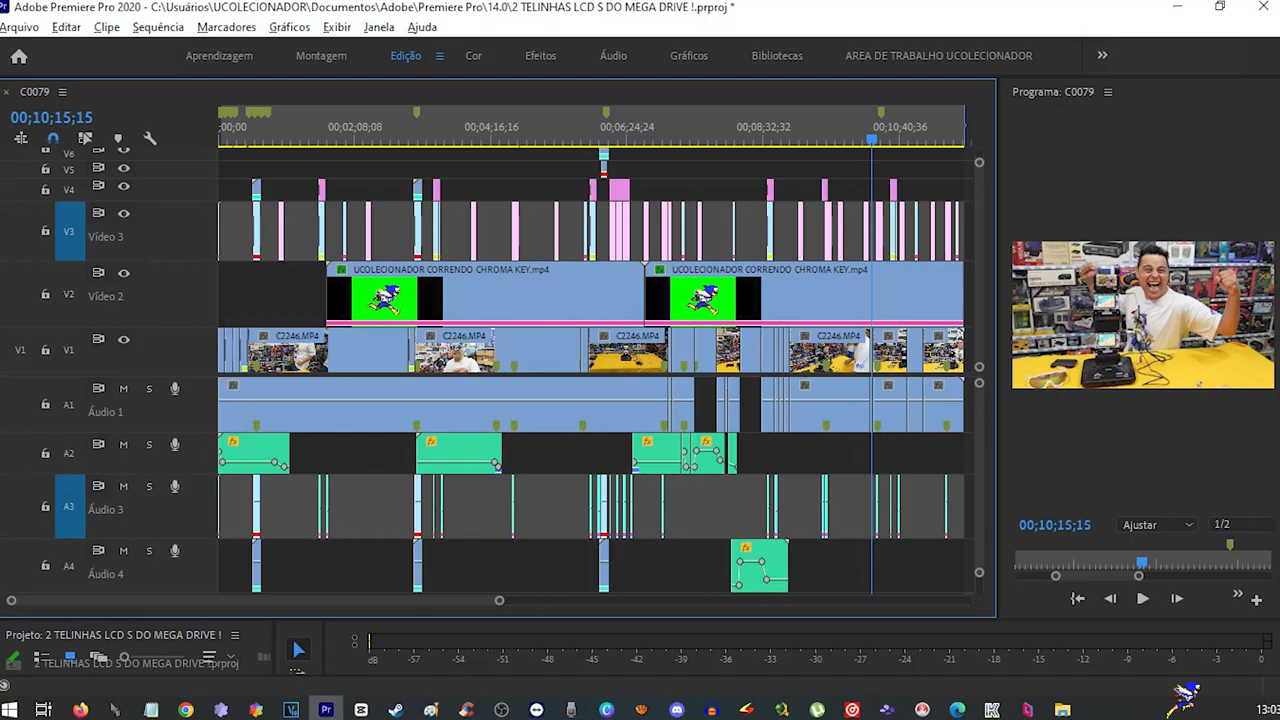 Adobe Premiere Pro 2020 - C:\Usuários\UCOLECIONADOR\Documentos\Adobe\Premiere Pro\14.0\2 TELINHAS LCD S DO MEGA DRIVE !.prproj *
Arquivo Editar Clipe Sequência Marcadores Gráficos Exibir Janela Ajuda
Aprendizagem Montagem Edição Cor Efeitos Áudio Gráficos Bibliotecas AREA DE TRABALHO UCOLECIONADOR
× C0079
Programa: C0079
00;10;15;15
;00;00 00;02;08;08 00;04;16;16 00;06;24;24 00;08;32;32 00;10;40;36
V6
V5
V4
V3 Vídeo 3
V2 Vídeo 2
UCOLECIONADOR CORRENDO CHROMA KEY.mp4 UCOLECIONADOR CORRENDO CHROMA KEY.mp4
V1 V1
C2246.MP4 C2246.MP4 C2246.MP4 C2246.MP4
M S
A1 Áudio 1
M S
A2
fx fx fx fx
M S
A3 Áudio 3
M S
A4 Áudio 4
fx
00;10;15;15 Ajustar 1/2
Projeto: 2 TELINHAS LCD S DO MEGA DRIVE !
2 TELINHAS LCD S DO MEGA DRIVE !.prproj
dB -57 -54 -51 -48 -45 -42 -39 -36 -33 -30 -27 -24 -21 -18 -15 -12 -9 -6 -3 0
Pr
13:03